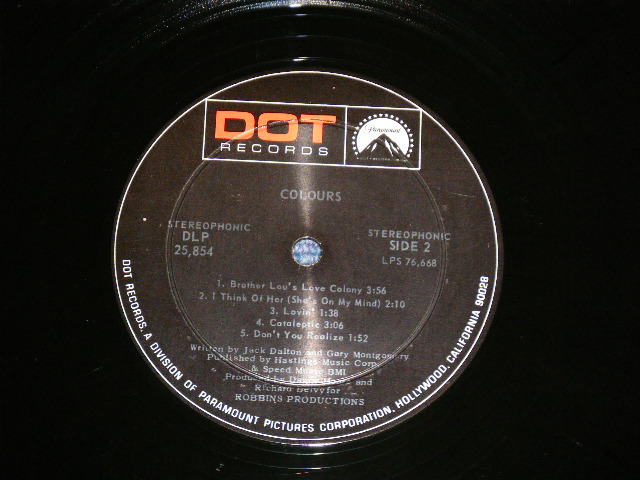 DOT
RECORDS
Paramount
COLOURS
STEREOPHONIC
DLP
25,854
STEREOPHONIC
SIDE 2
LPS 76,668
1. Brother Lou's Love Colony 3:56
2. I Think Of Her (She's On My Mind) 2:10
3. Lovin' 1:38
4. Cataleptic 3:06
5. Don't You Realize 1:52
Written by Jack Dalton and Gary Montgomery
Published by Hastings Music Corp.
& Speed Music BMI
Produced by and
Richard for
ROBBINS PRODUCTIONS
DOT RECORDS, A DIVISION OF PARAMOUNT PICTURES CORPORATION, HOLLYWOOD, CALIFORNIA 90028